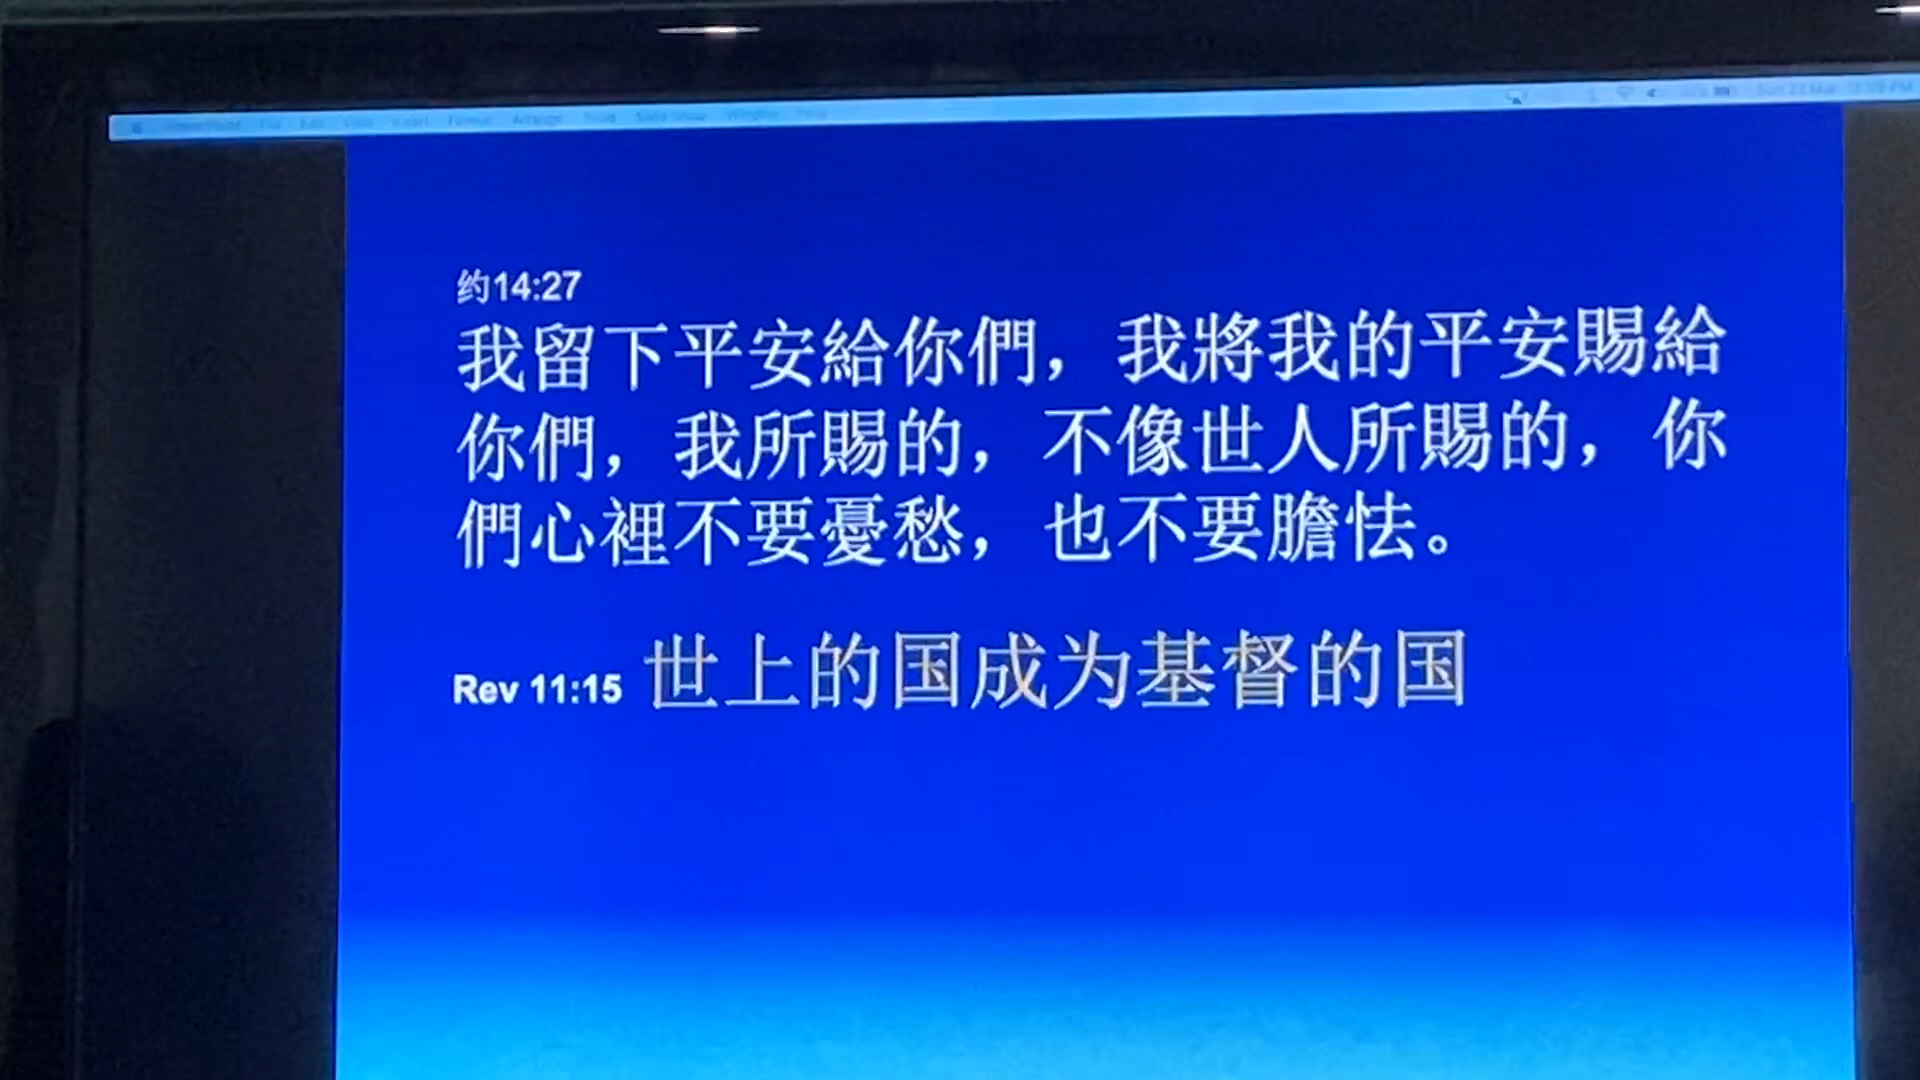 约14:27
我留下平安給你們，我將我的平安賜給
你們，我所賜的，不像世人所賜的，你
們心裡不要憂愁，也不要膽怯。
Rev 11:15 世上的国成为基督的国